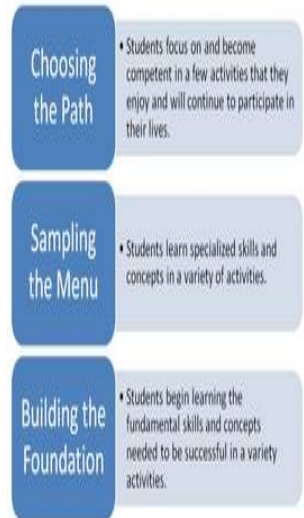 Choosing
the Path
• Students focus on and become
competent in a few activities that they
enjoy and will continue to participate in
their lives.
Sampling
the Menu
• Students learn specialized skills and
concepts in a variety of activities.
Building the
Foundation
• Students begin learning the
fundamental skills and concepts
needed to be successful in a variety
activities.